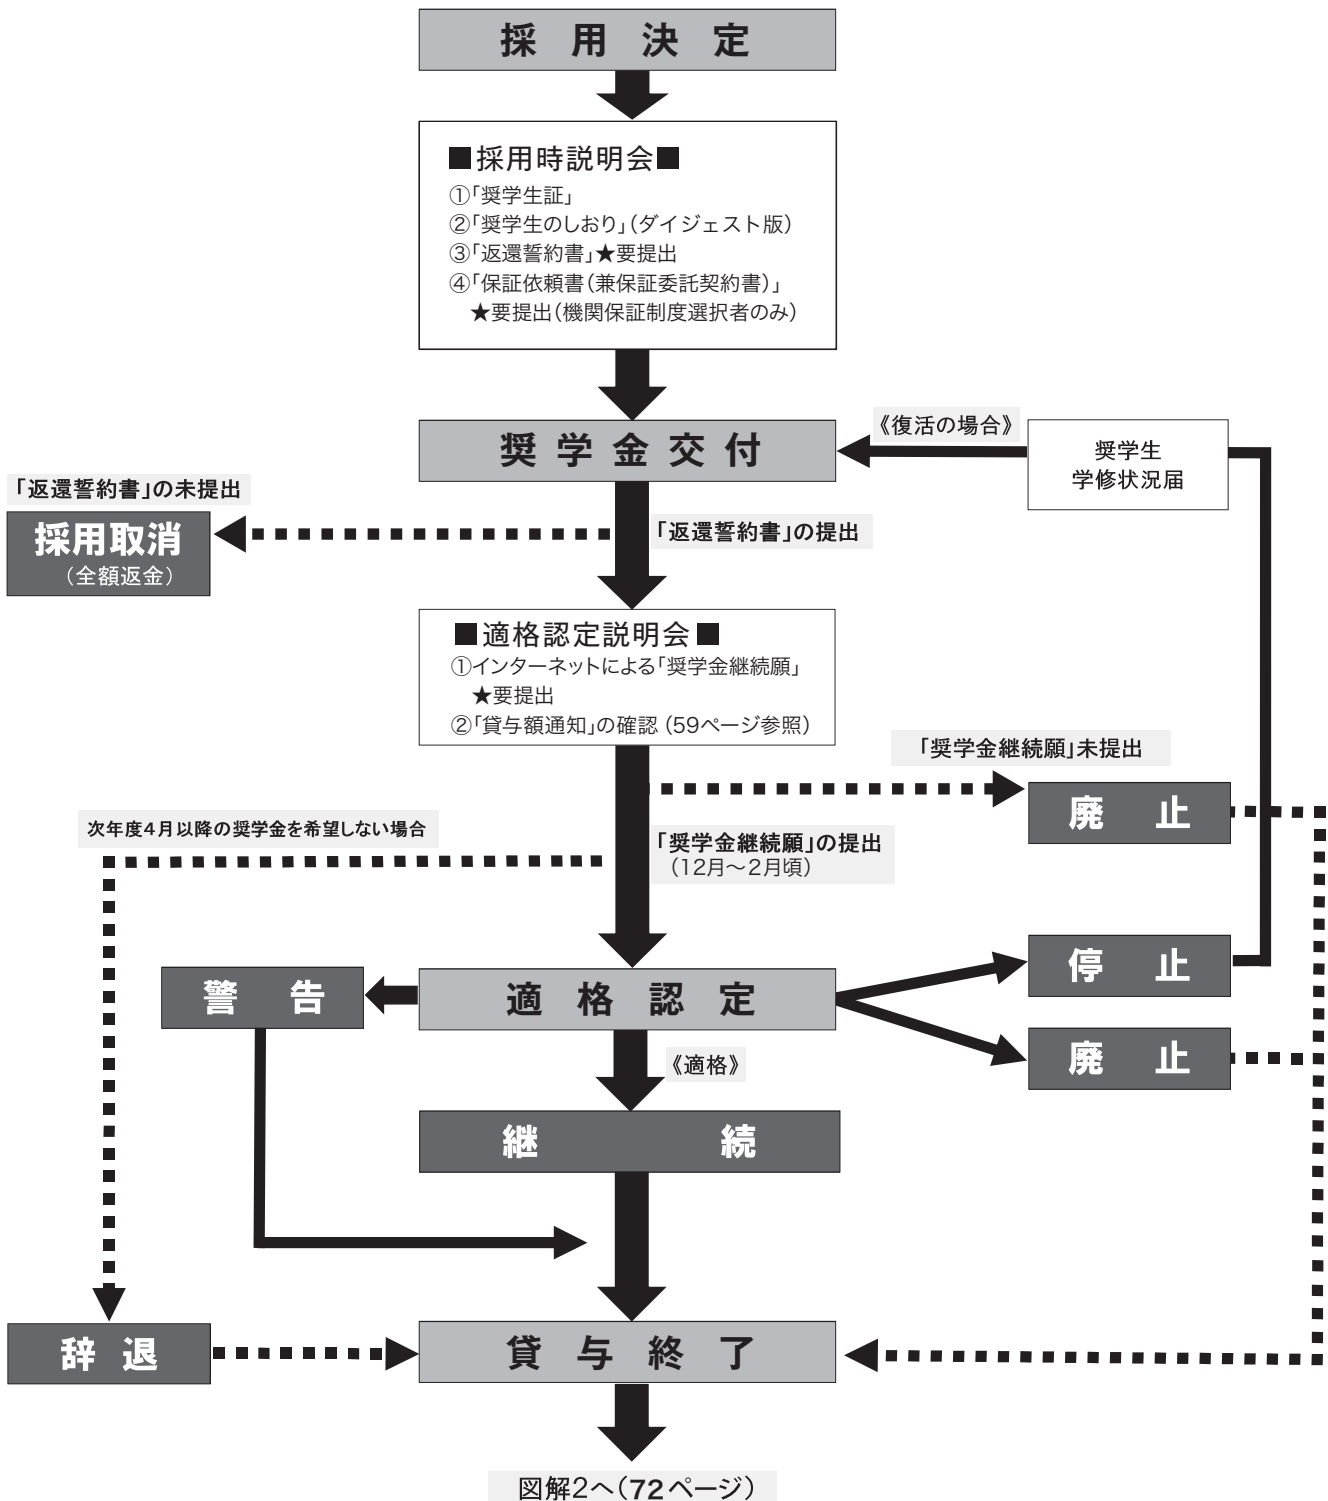 採用決定
■採用時説明会■
①「奨学生証」
②「奨学生のしおり」(ダイジェスト版)
③「返還誓約書」★要提出
④「保証依頼書(兼保証委託契約書)」
★要提出(機関保証制度選択者のみ)
奨学金交付
《復活の場合》
奨学生
学修状況届
「返還誓約書」の未提出
採用取消
(全額返金)
「返還誓約書」の提出
■適格認定説明会■
①インターネットによる「奨学金継続願」
★要提出
②「貸与額通知」の確認(59ページ参照)
「奨学金継続願」未提出
廃止
次年度4月以降の奨学金を希望しない場合
「奨学金継続願」の提出
(12月~2月頃)
停止
警告
適格認定
廃止
《適格》
継続
辞退
貸与終了
図解2へ(72ページ)